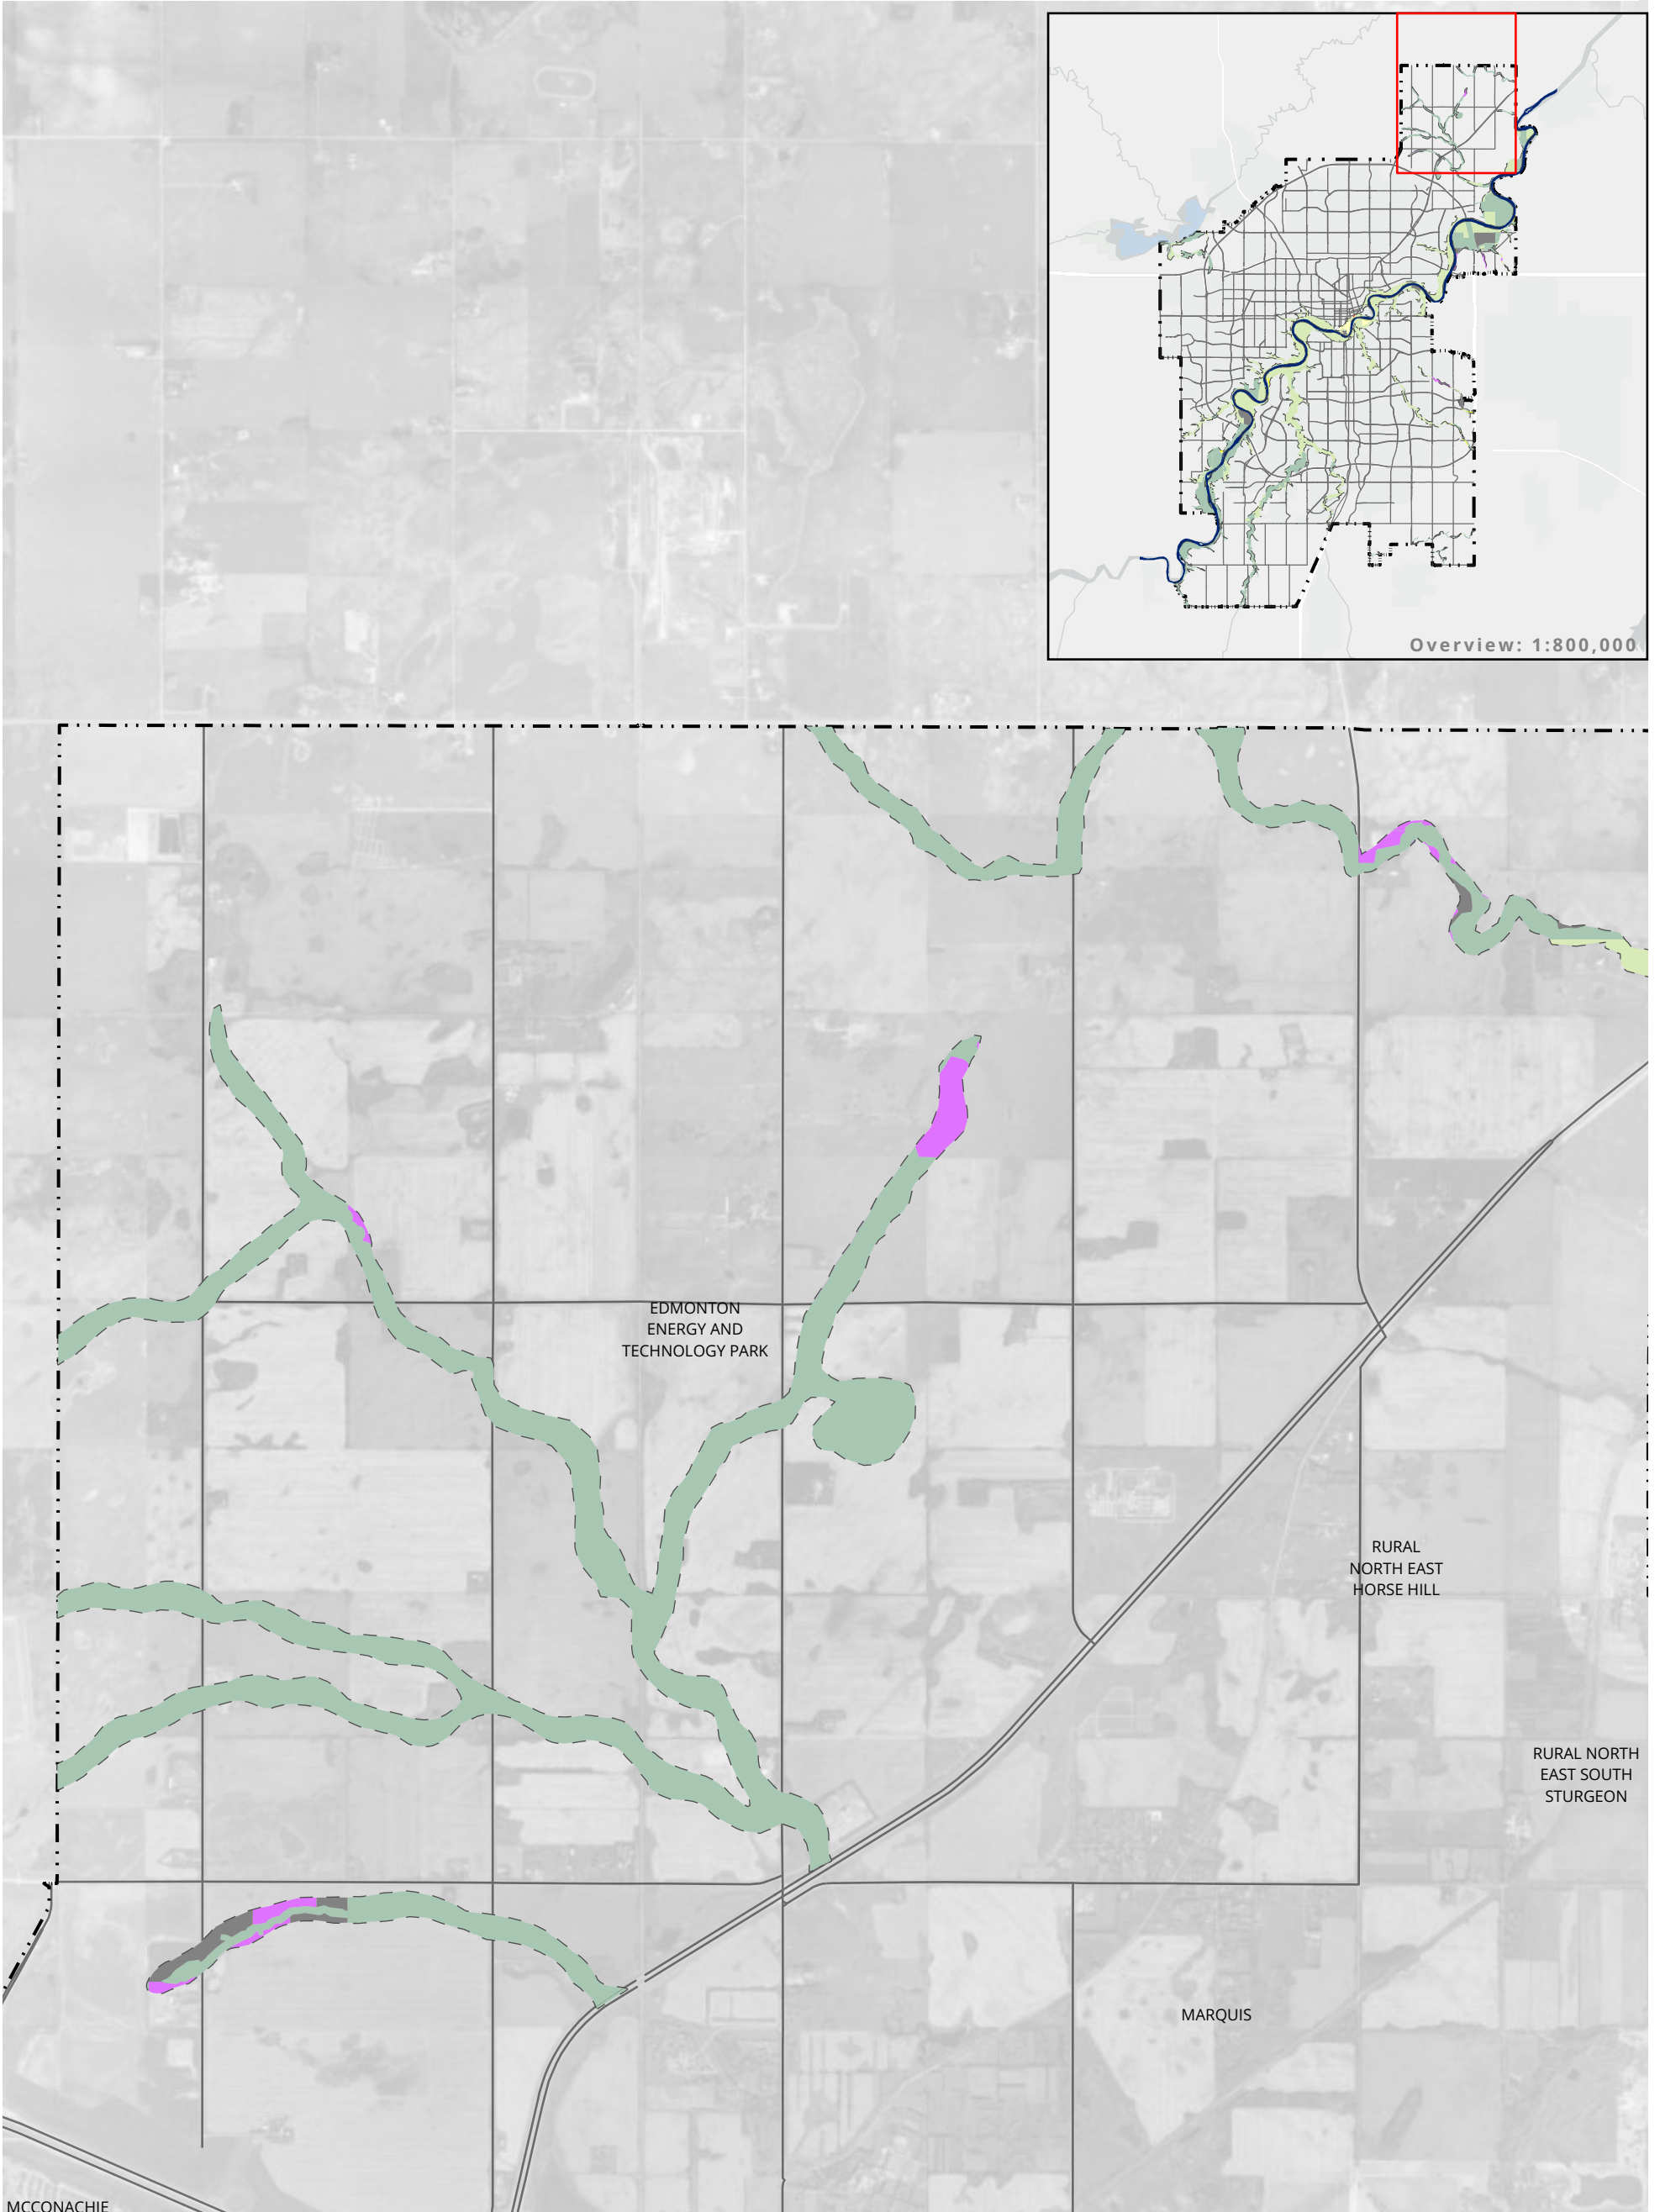 Overview: 1:800,000
EDMONTON
ENERGY AND
TECHNOLOGY PARK
RURAL
NORTH EAST
HORSE HILL
RURAL NORTH
EAST SOUTH
STURGEON
MARQUIS
MCCONACHIE